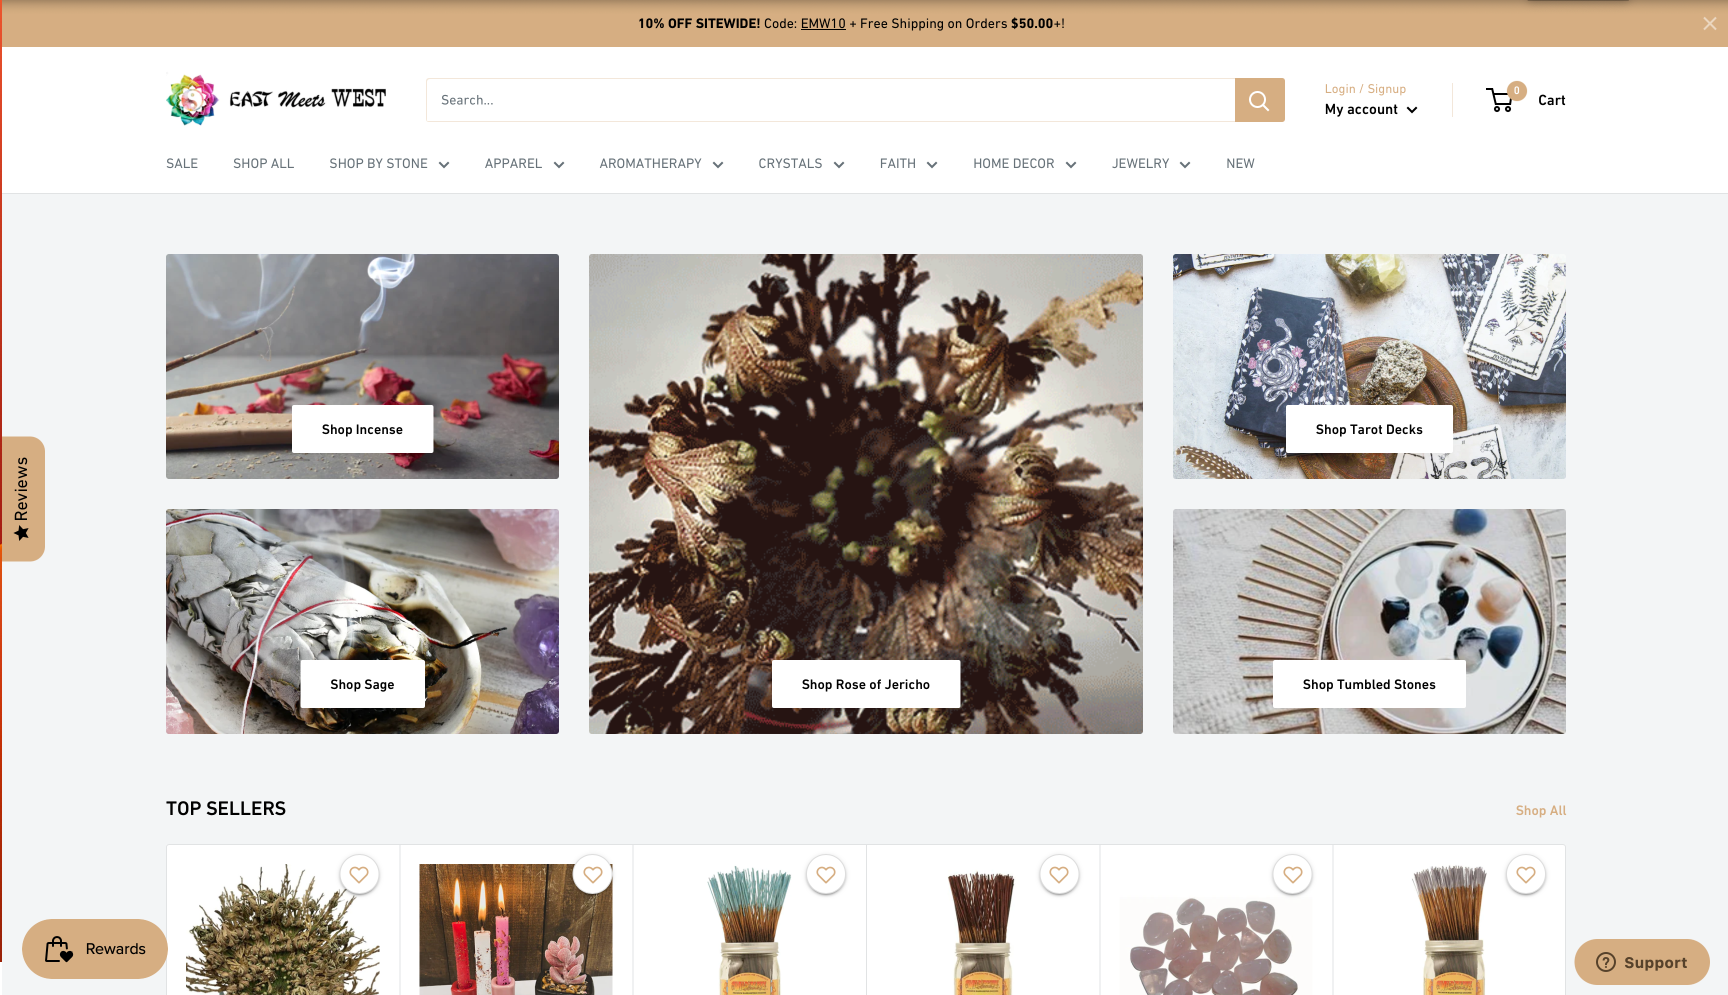 10% OFF SITEWIDE! Code: EMW10 + Free Shipping on Orders $50.00+!
EAST Meets WEST
Search...
Login / Signup
My account
0
Cart
SALE
SHOP ALL
SHOP BY STONE
APPAREL
AROMATHERAPY
CRYSTALS
FAITH
HOME DECOR
JEWELRY
NEW
Shop Incense
Shop Tarot Decks
Reviews
Shop Sage
Shop Rose of Jericho
Shop Tumbled Stones
TOP SELLERS
Shop All
Rewards
Support